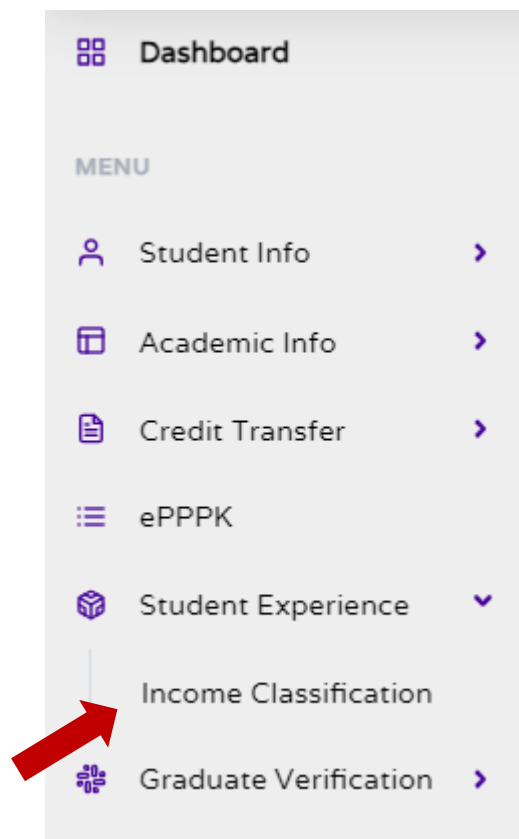 Dashboard
MENU
Student Info
Academic Info
Credit Transfer
ePPPK
Student Experience
Income Classification
Graduate Verification